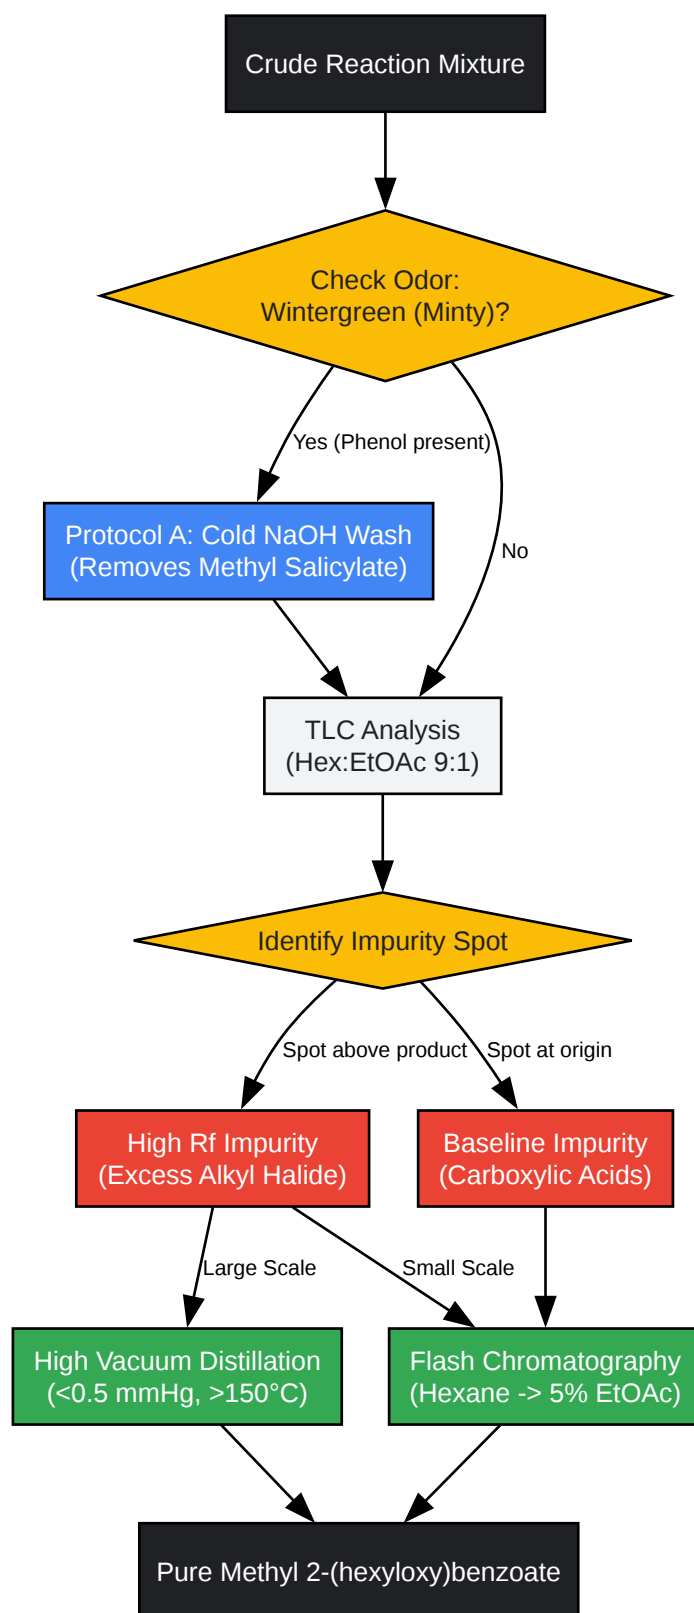 Crude Reaction Mixture
Check Odor:
Wintergreen (Minty)?
Yes (Phenol present)
Protocol A: Cold NaOH Wash
(Removes Methyl Salicylate)
No
TLC Analysis
(Hex:EtOAc 9:1)
Identify Impurity Spot
Spot above product
Spot at origin
High Rf Impurity
(Excess Alkyl Halide)
Baseline Impurity
(Carboxylic Acids)
Large Scale
Small Scale
High Vacuum Distillation
(<0.5 mmHg, >150°C)
Flash Chromatography
(Hexane -> 5% EtOAc)
Pure Methyl 2-(hexyloxy)benzoate